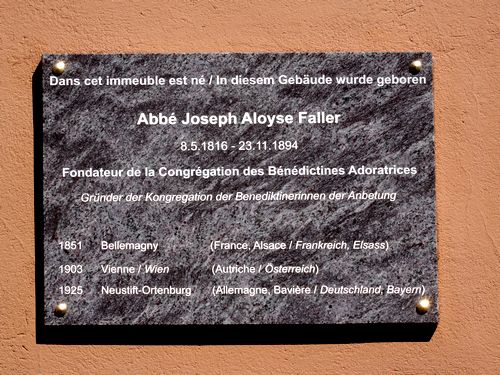 Dans cet immeuble est né / In diesem Gebäude wurde geboren
Abbé Joseph Aloyse Faller
8.5.1816 - 23.11.1894
Fondateur de la Congrégation des Bénédictines Adoratrices
Gründer der Kongregation der Benediktinerinnen der Anbetung
1851 Bellemagny (France, Alsace / Frankreich, Elsass)
1903 Vienne / Wien (Autriche / Österreich)
1925 Neustift-Ortenburg (Allemagne, Bavière / Deutschland, Bayern)